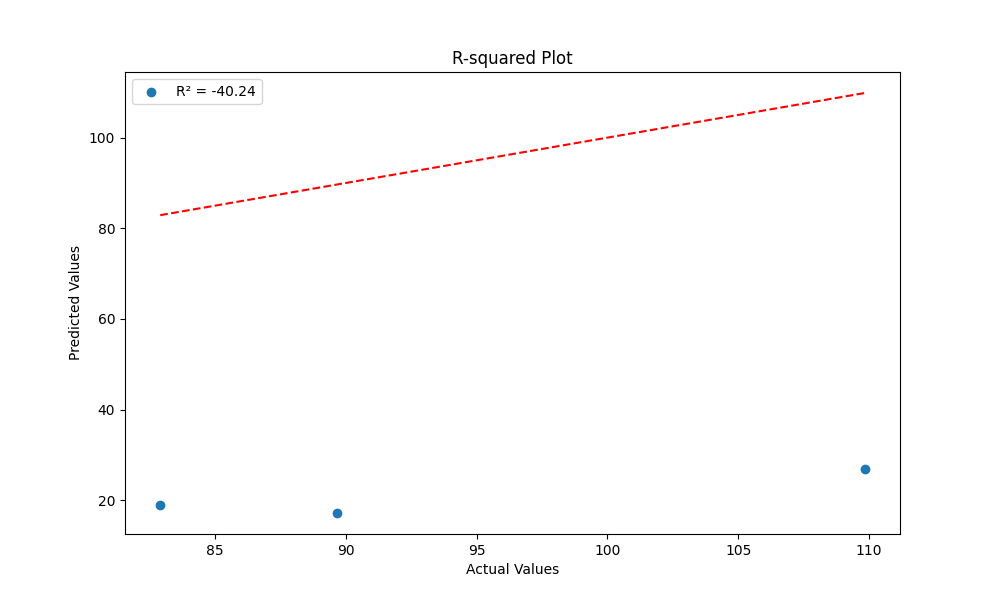 R-squared Plot
R² = -40.24
100
80
60
40
20
Predicted Values
85
90
95
100
105
110
Actual Values